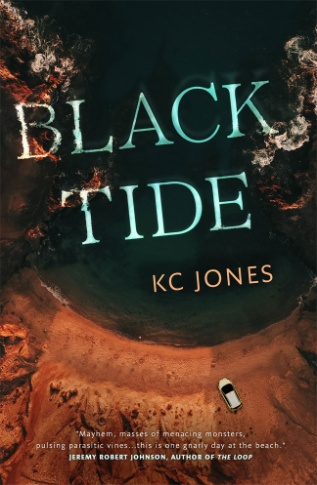 BLACK
TIDE
KC JONES
"Mayhem, masses of menacing monsters,
pulsing parasitic vines...this is one gnarly day at the beach."
JEREMY ROBERT JOHNSON, AUTHOR OF THE LOOP